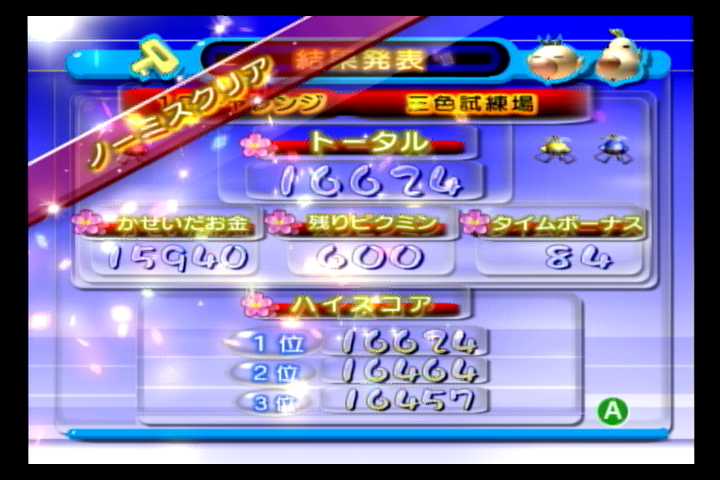 結果発表
ノーミスクリア
三色試練場
トータル
16624
かせいだお金 残りピクミン タイムボーナス
15940 600 84
ハイスコア
1位 16624
2位 16464
3位 16457
A